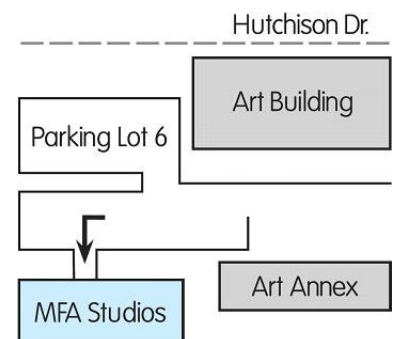 Hutchison Dr.
Art Building
Parking Lot 6
Art Annex
MFA Studios